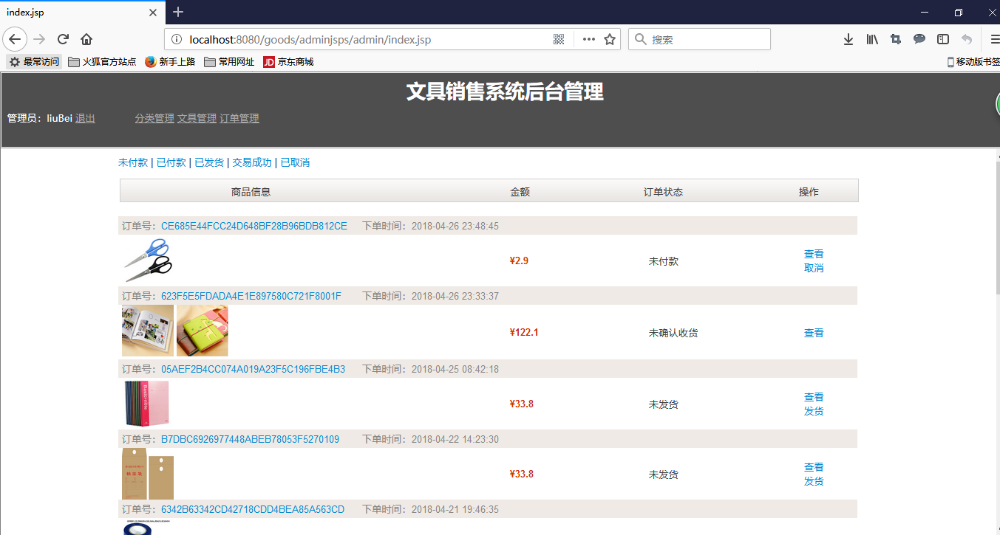 index.jsp
localhost:8080/goods/adminjsps/admin/index.jsp
搜索
最常访问 火狐官方站点 新手上路 常用网址 JD 京东商城 移动版书签
文具销售系统后台管理
管理员：liuBei 退出 分类管理 文具管理 订单管理
未付款 | 已付款 | 已发货 | 交易成功 | 已取消
商品信息 金额 订单状态 操作
订单号：CE685E44FCC24D648BF28B96BDB812CE 下单时间：2018-04-26 23:48:45
¥2.9 未付款 查看
取消
订单号：623F5E5FDADA4E1E897580C721F8001F 下单时间：2018-04-26 23:33:37
¥122.1 未确认收货 查看
订单号：05AEF2B4CC074A019A23F5C196FBE4B3 下单时间：2018-04-25 08:42:18
¥33.8 未发货 查看
发货
订单号：B7DBC6926977448ABEB78053F5270109 下单时间：2018-04-22 14:23:30
¥33.8 未发货 查看
发货
订单号：6342B63342CD42718CDD4BEA85A563CD 下单时间：2018-04-21 19:46:35